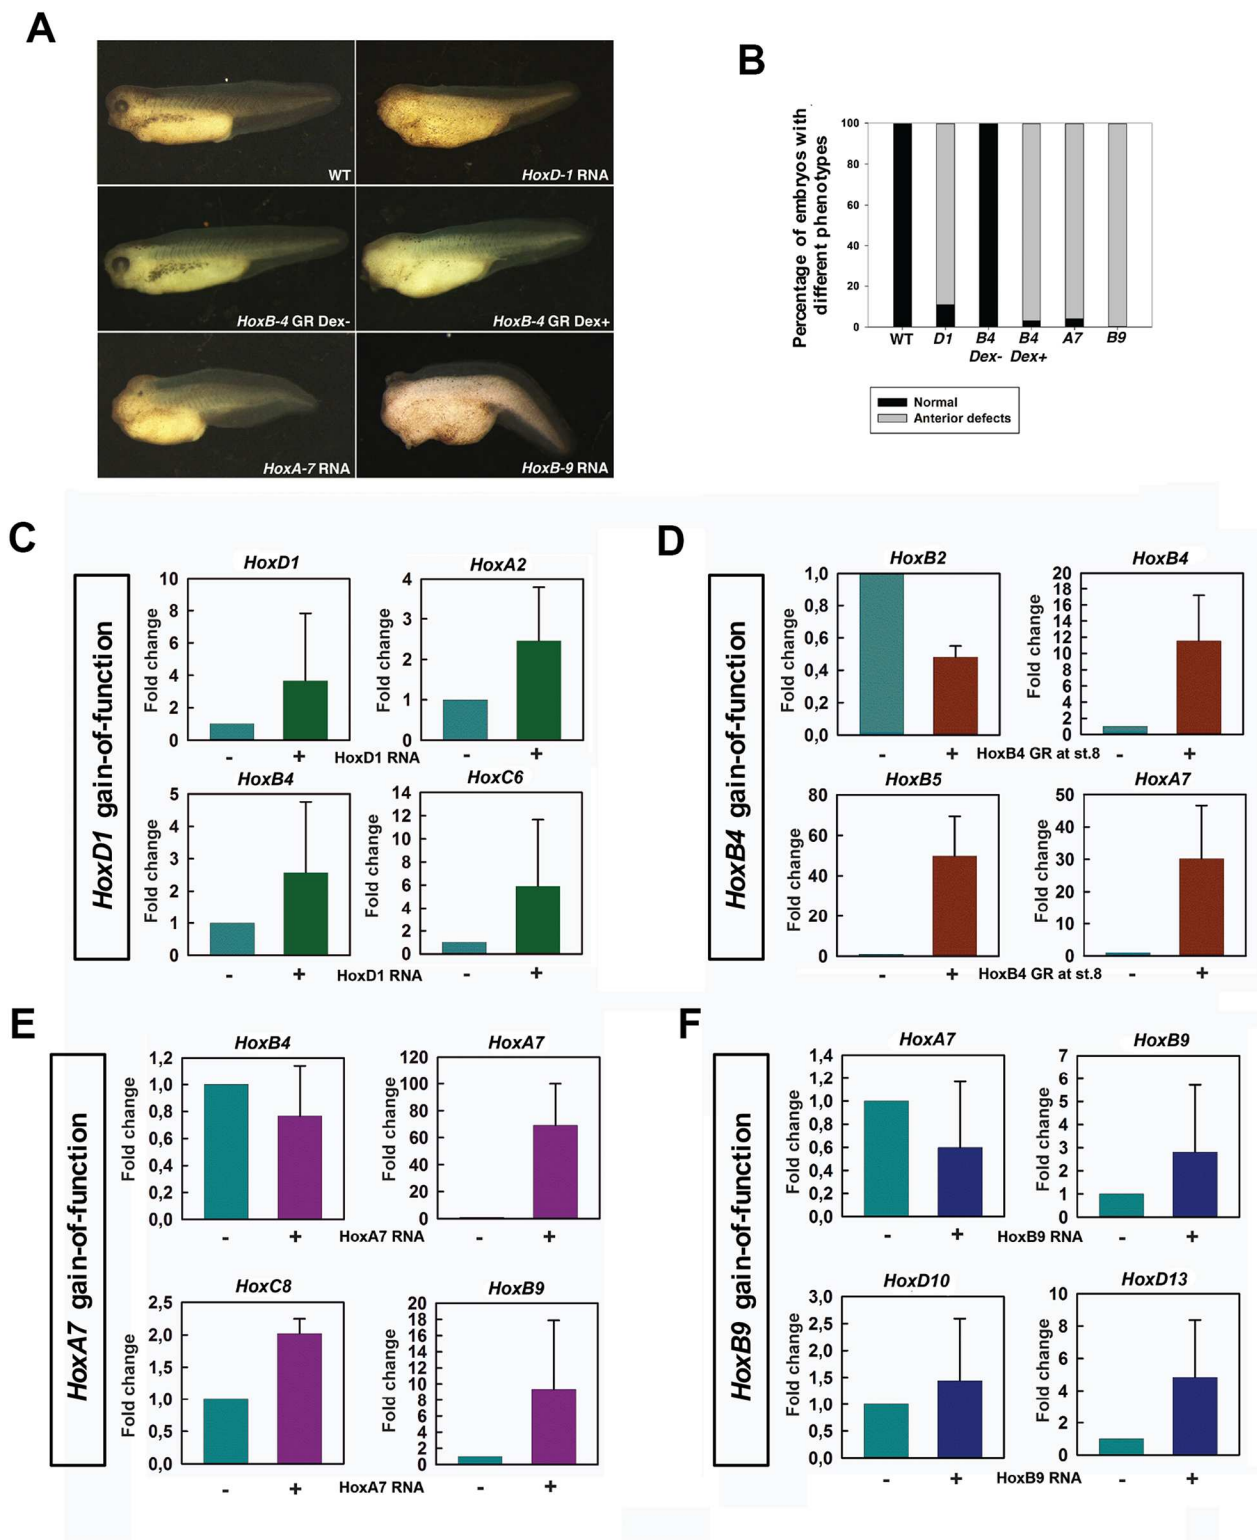 A
WT
HoxD-1 RNA
HoxB-4 GR Dex-
HoxB-4 GR Dex+
HoxA-7 RNA
HoxB-9 RNA
B
Percentage of embryos with
different phenotypes
100
80
60
40
20
0
WT D1 B4 B4 A7 B9
Dex- Dex+
Normal
Anterior defects
C
HoxD1 gain-of-function
HoxD1
Fold change
10
8
6
4
2
0
- +
HoxA2
Fold change
4
3
2
1
0
- +
HoxD1 RNA
HoxB4
Fold change
5
4
3
2
1
0
- +
HoxC6
Fold change
14
12
10
8
6
4
2
0
- +
HoxD1 RNA
D
HoxB4 gain-of-function
HoxB2
Fold change
1,0
0,8
0,6
0,4
0,2
0,0
- +
HoxB4
Fold change
20
18
16
14
12
10
8
6
4
2
0
- +
HoxB4 GR at st.8
HoxB5
Fold change
80
60
40
20
0
- +
HoxA7
Fold change
50
40
30
20
10
0
- +
HoxB4 GR at st.8
E
HoxA7 gain-of-function
HoxB4
Fold change
1,2
1,0
0,8
0,6
0,4
0,2
0,0
- +
HoxA7
Fold change
120
100
80
60
40
20
0
- +
HoxA7 RNA
HoxC8
Fold change
2,5
2,0
1,5
1,0
0,5
0,0
- +
HoxB9
Fold change
20
18
16
14
12
10
8
6
4
2
0
- +
HoxA7 RNA
F
HoxB9 gain-of-function
HoxA7
Fold change
1,4
1,2
1,0
0,8
0,6
0,4
0,2
0,0
- +
HoxB9
Fold change
7
6
5
4
3
2
1
0
- +
HoxB9 RNA
HoxD10
Fold change
3,0
2,5
2,0
1,5
1,0
0,5
0,0
- +
HoxD13
Fold change
10
8
6
4
2
0
- +
HoxB9 RNA